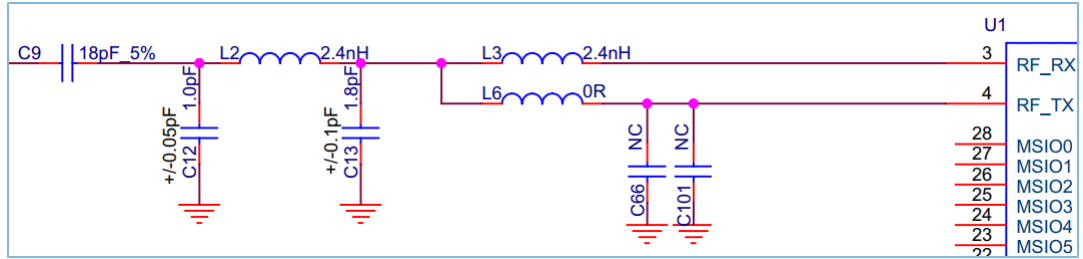 U1
C9
18pF_5%
L2
2.4nH
L3
2.4nH
3
RF_RX
1.0pF
+/-0.05pF
C12
1.8pF
+/-0.1pF
C13
L6
0R
4
RF_TX
NC
C66
NC
C101
28
MSIO0
27
MSIO1
26
MSIO2
25
MSIO3
24
MSIO4
23
MSIO5
22